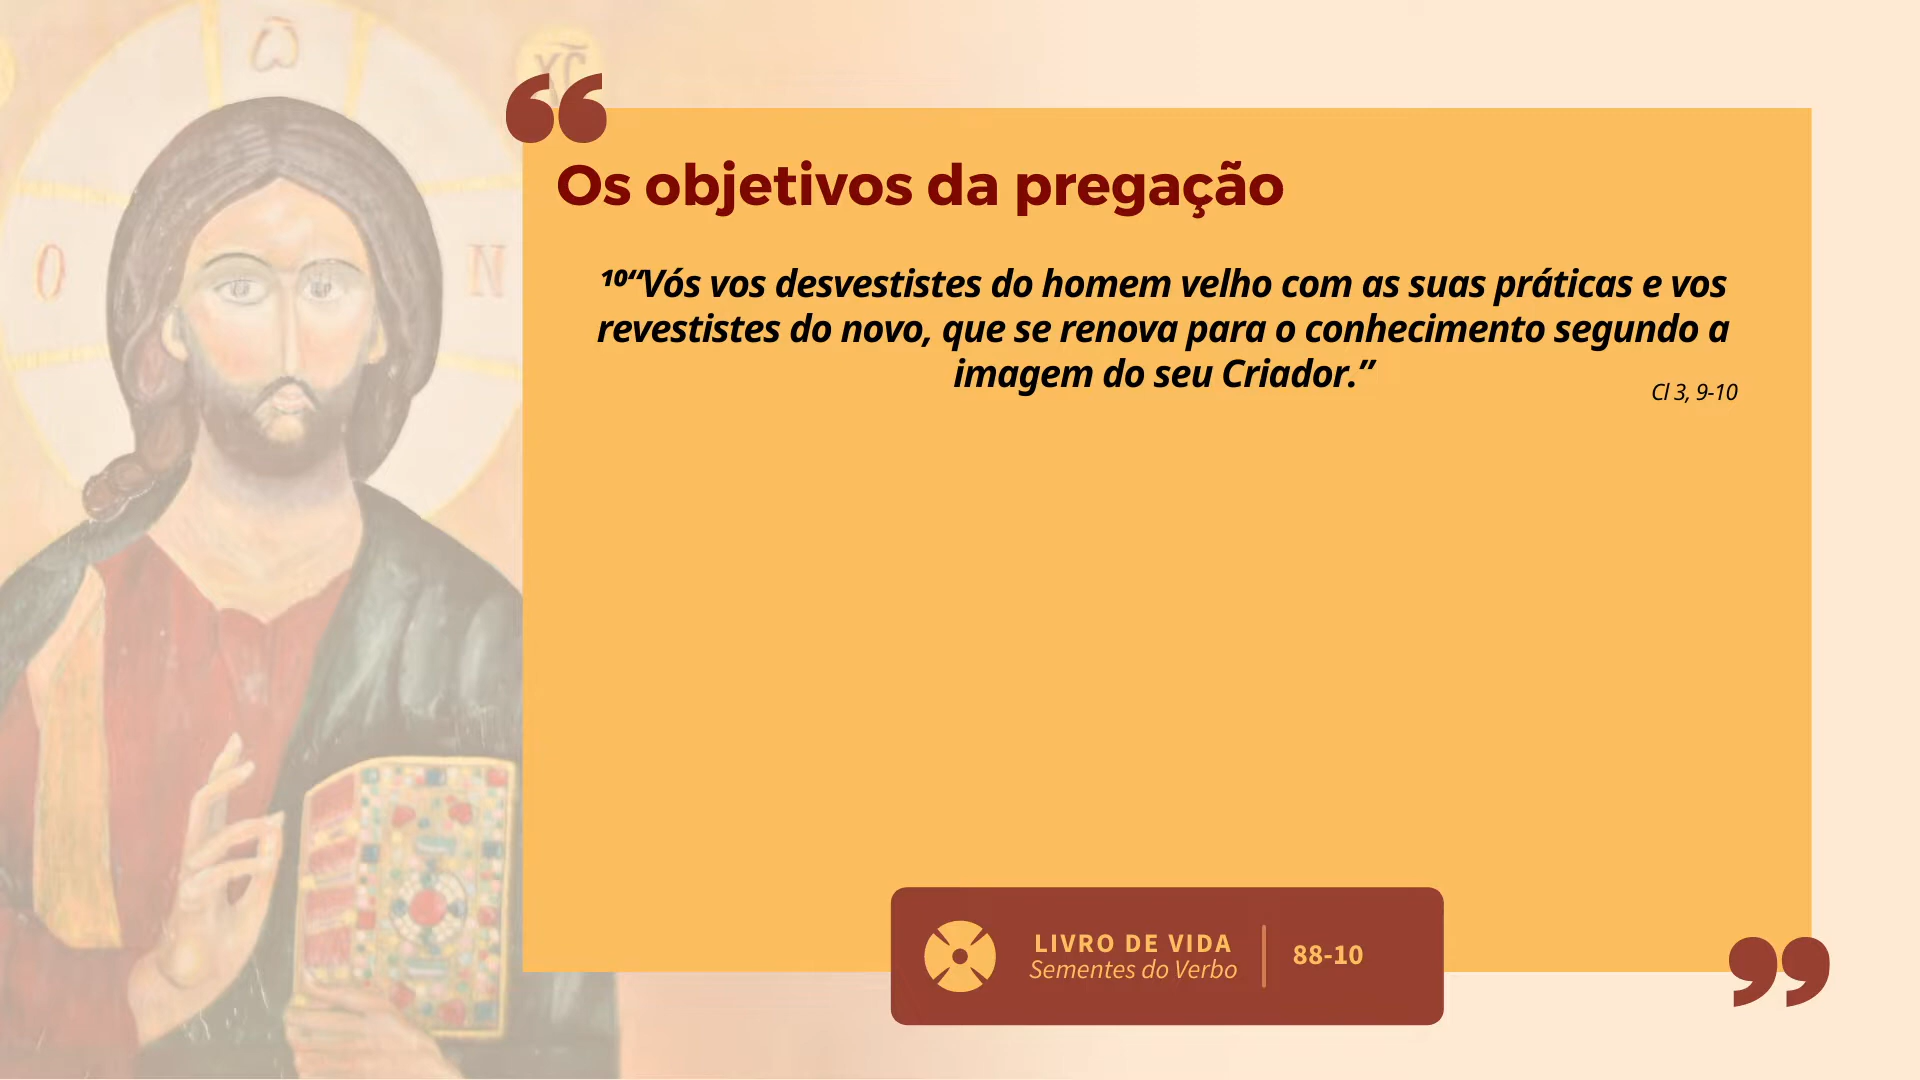 ω̅
Χ̅C̅
O
N
“
Os objetivos da pregação
¹⁰“Vós vos desvestistes do homem velho com as suas práticas e vos
revestistes do novo, que se renova para o conhecimento segundo a
imagem do seu Criador.”
Cl 3, 9-10
LIVRO DE VIDA
Sementes do Verbo
88-10
”